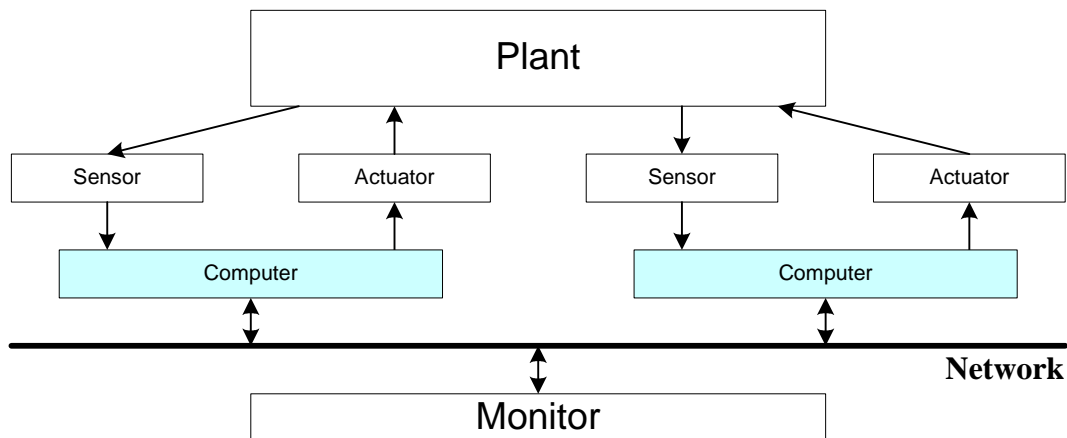 Plant
Sensor
Actuator
Sensor
Actuator
Computer
Computer
Network
Monitor